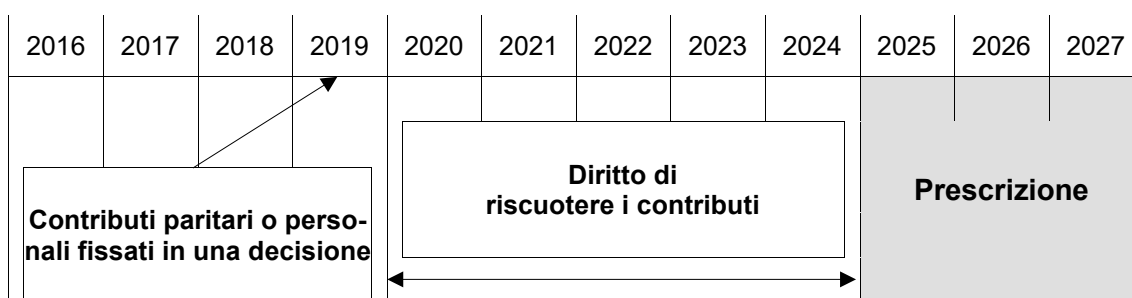 2016 2017 2018 2019 2020 2021 2022 2023 2024 2025 2026 2027
Contributi paritari o perso-
nali fissati in una decisione
Diritto di
riscuotere i contributi
Prescrizione